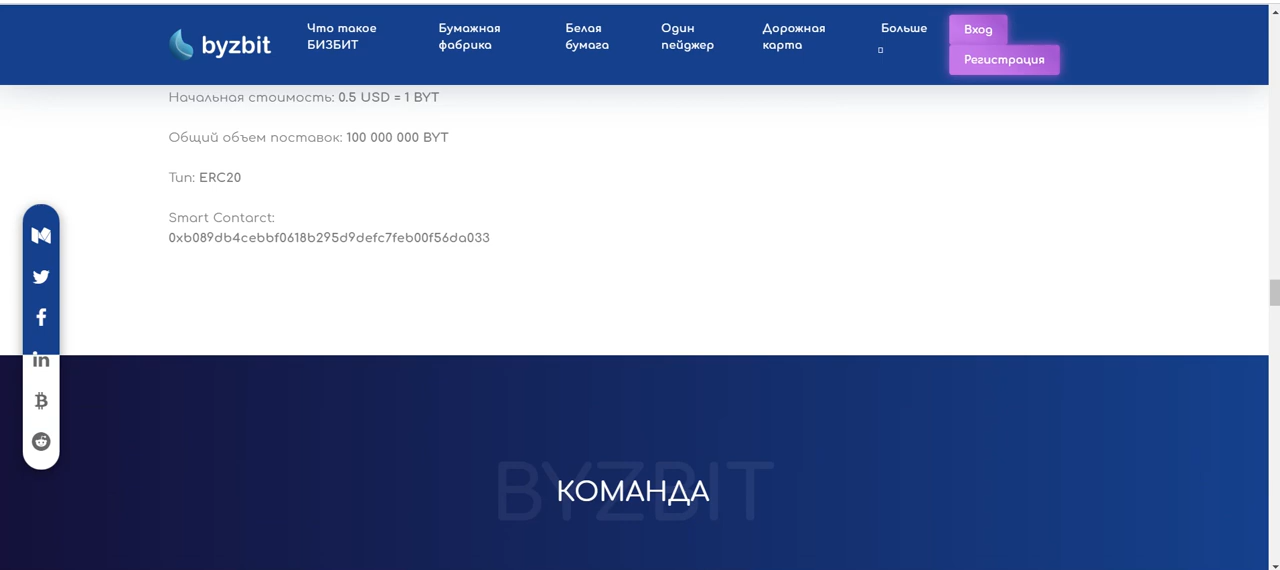 byzbit
Что такое
БИЗБИТ
Бумажная
фабрика
Белая
бумага
Один
пейджер
Дорожная
карта
Больше
Вход
Регистрация
Начальная стоимость: 0.5 USD = 1 BYT
Общий объем поставок: 100 000 000 BYT
Тип: ERC20
Smart Contarct:
0xb089db4cebbf0618b295d9defc7feb00f56da033
BYZBIT
КОМАНДА